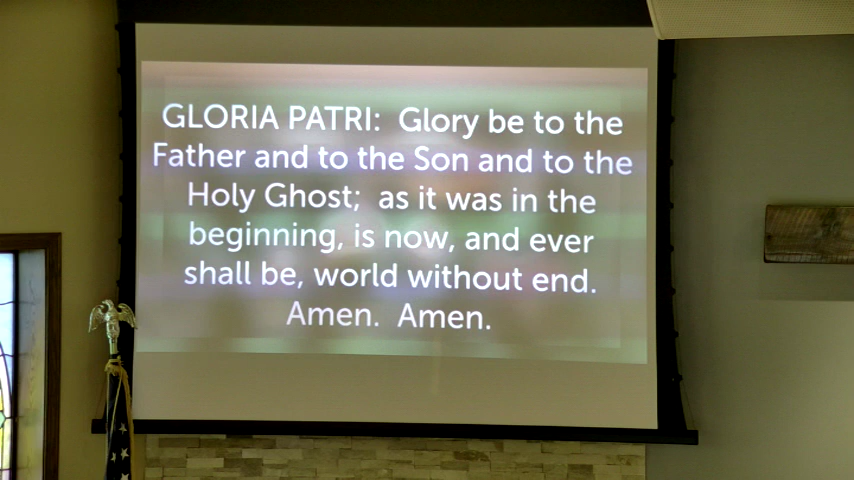 GLORIA PATRI:  Glory be to the
Father and to the Son and to the
Holy Ghost;  as it was in the
beginning, is now, and ever
shall be, world without end.
Amen.  Amen.